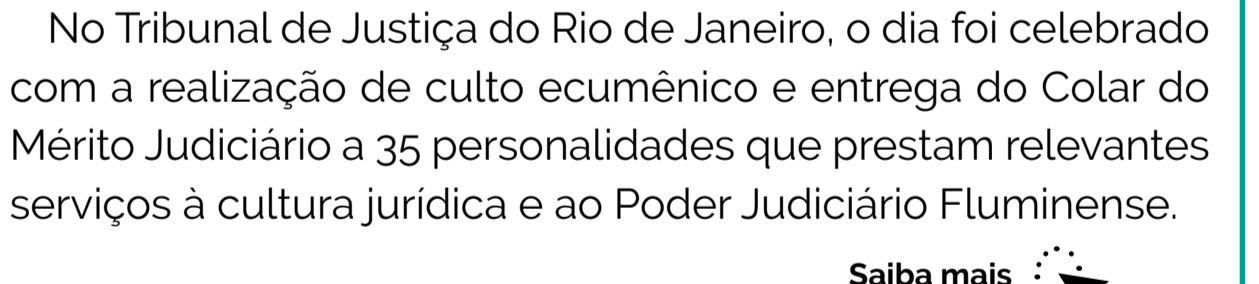 No Tribunal de Justiça do Rio de Janeiro, o dia foi celebrado
com a realização de culto ecumênico e entrega do Colar do
Mérito Judiciário a 35 personalidades que prestam relevantes
serviços à cultura jurídica e ao Poder Judiciário Fluminense.
Saiba mais